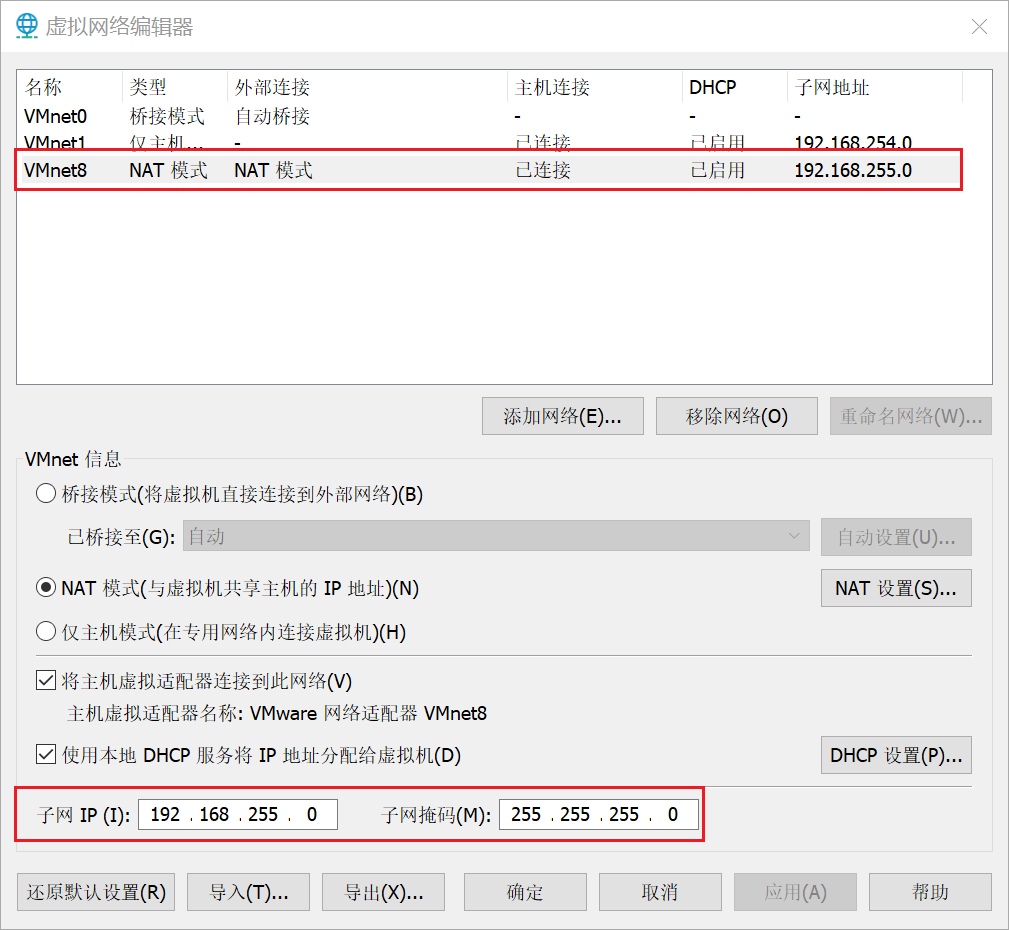 虚拟网络编辑器
名称 类型 外部连接 主机连接 DHCP 子网地址
VMnet0 桥接模式 自动桥接 - - -
VMnet1 仅主机... - 已连接 已启用 192.168.254.0
VMnet8 NAT 模式 NAT 模式 已连接 已启用 192.168.255.0
添加网络(E)... 移除网络(O) 重命名网络(W)...
VMnet 信息
桥接模式(将虚拟机直接连接到外部网络)(B)
已桥接至(G): 自动 自动设置(U)...
NAT 模式(与虚拟机共享主机的 IP 地址)(N) NAT 设置(S)...
仅主机模式(在专用网络内连接虚拟机)(H)
将主机虚拟适配器连接到此网络(V)
主机虚拟适配器名称: VMware 网络适配器 VMnet8
使用本地 DHCP 服务将 IP 地址分配给虚拟机(D) DHCP 设置(P)...
子网 IP (I): 192 . 168 . 255 . 0 子网掩码(M): 255 . 255 . 255 . 0
还原默认设置(R) 导入(T)... 导出(X)... 确定 取消 应用(A) 帮助